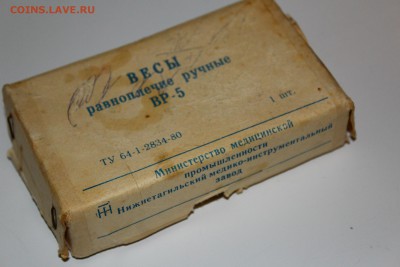 COINS.LAVE.RU
ВЕСЫ
равноплечие ручные
ВР-5
1 шт.
ТУ 64-1-2834-80
Министерство медицинской
промышленности
Нижнетагильский медико-инструментальный
завод